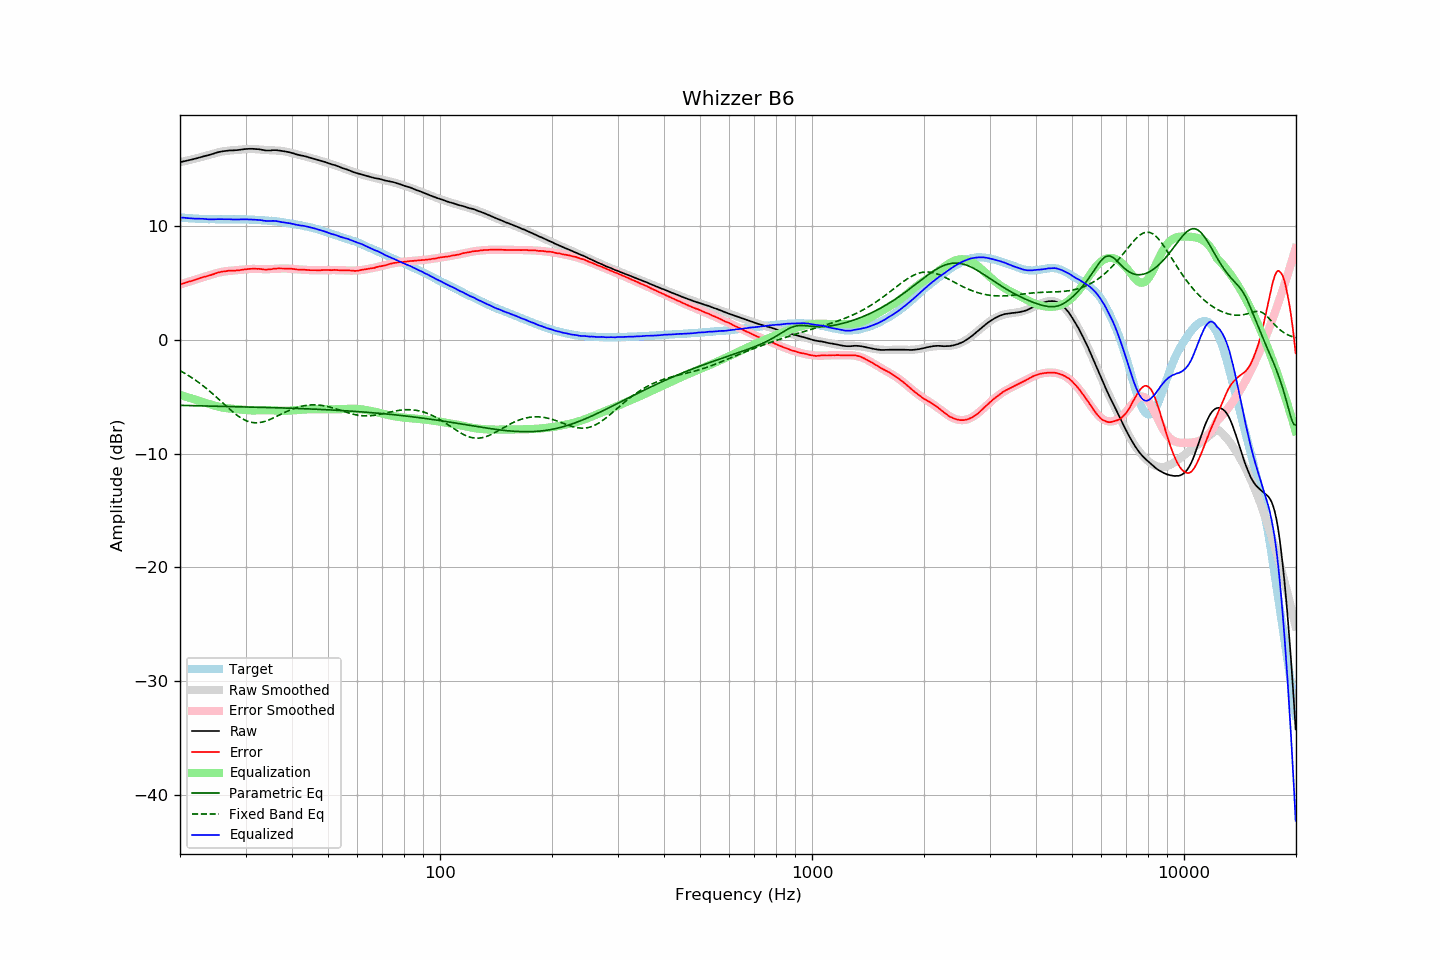 Whizzer B6
Amplitude (dBr)
10
0
−10
−20
−30
−40
Target
Raw Smoothed
Error Smoothed
Raw
Error
Equalization
Parametric Eq
Fixed Band Eq
Equalized
100 1000 10000
Frequency (Hz)